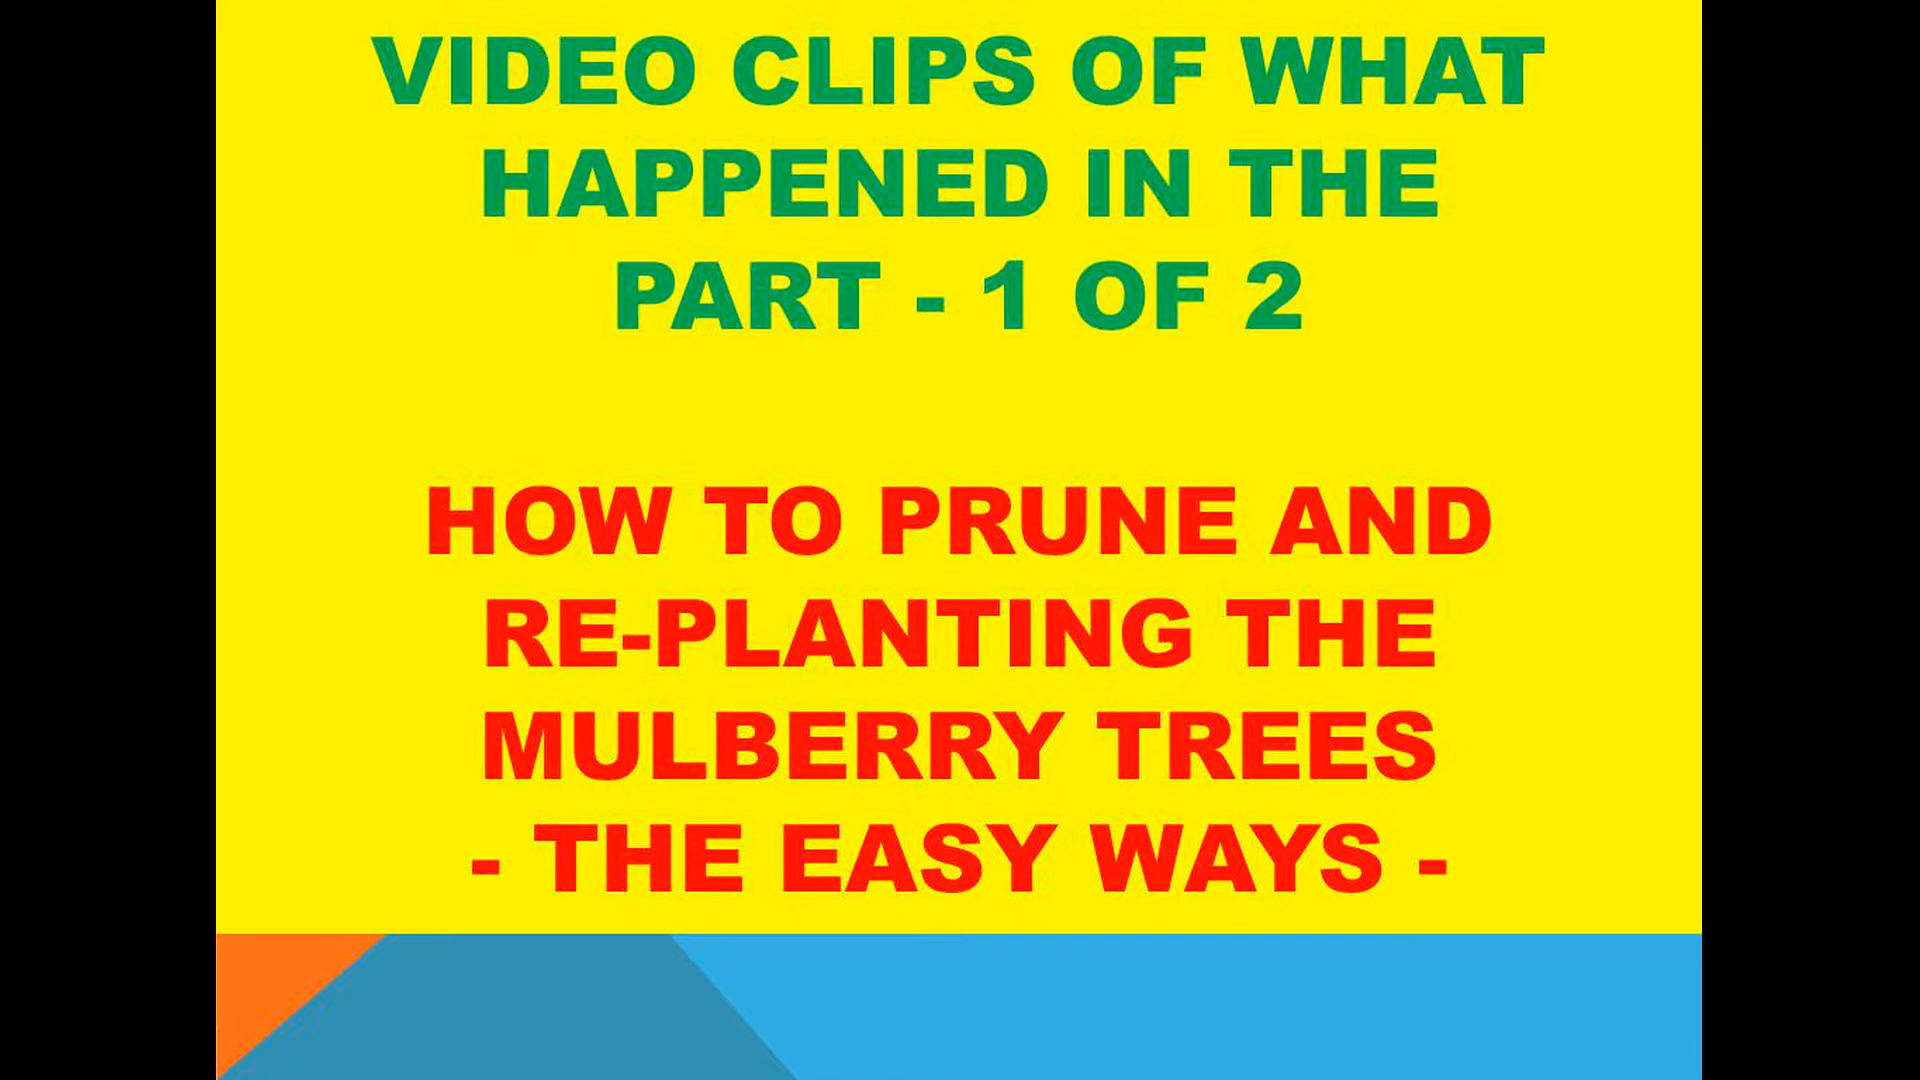 VIDEO CLIPS OF WHAT
HAPPENED IN THE
PART - 1 OF 2
HOW TO PRUNE AND
RE-PLANTING THE
MULBERRY TREES
- THE EASY WAYS -